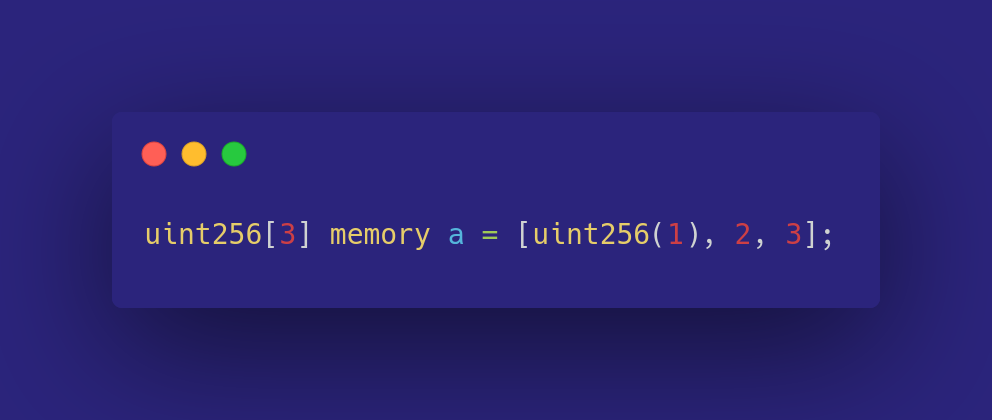 uint256[3] memory a = [uint256(1), 2, 3];